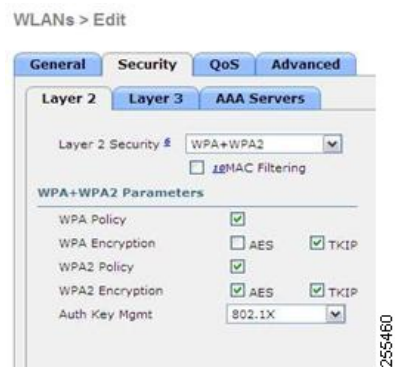 WLANs > Edit
General Security QoS Advanced
Layer 2 Layer 3 AAA Servers
Layer 2 Security 6 WPA+WPA2
10MAC Filtering
WPA+WPA2 Parameters
WPA Policy
WPA Encryption AES TKIP
WPA2 Policy
WPA2 Encryption AES TKIP
Auth Key Mgmt 802.1X
255460